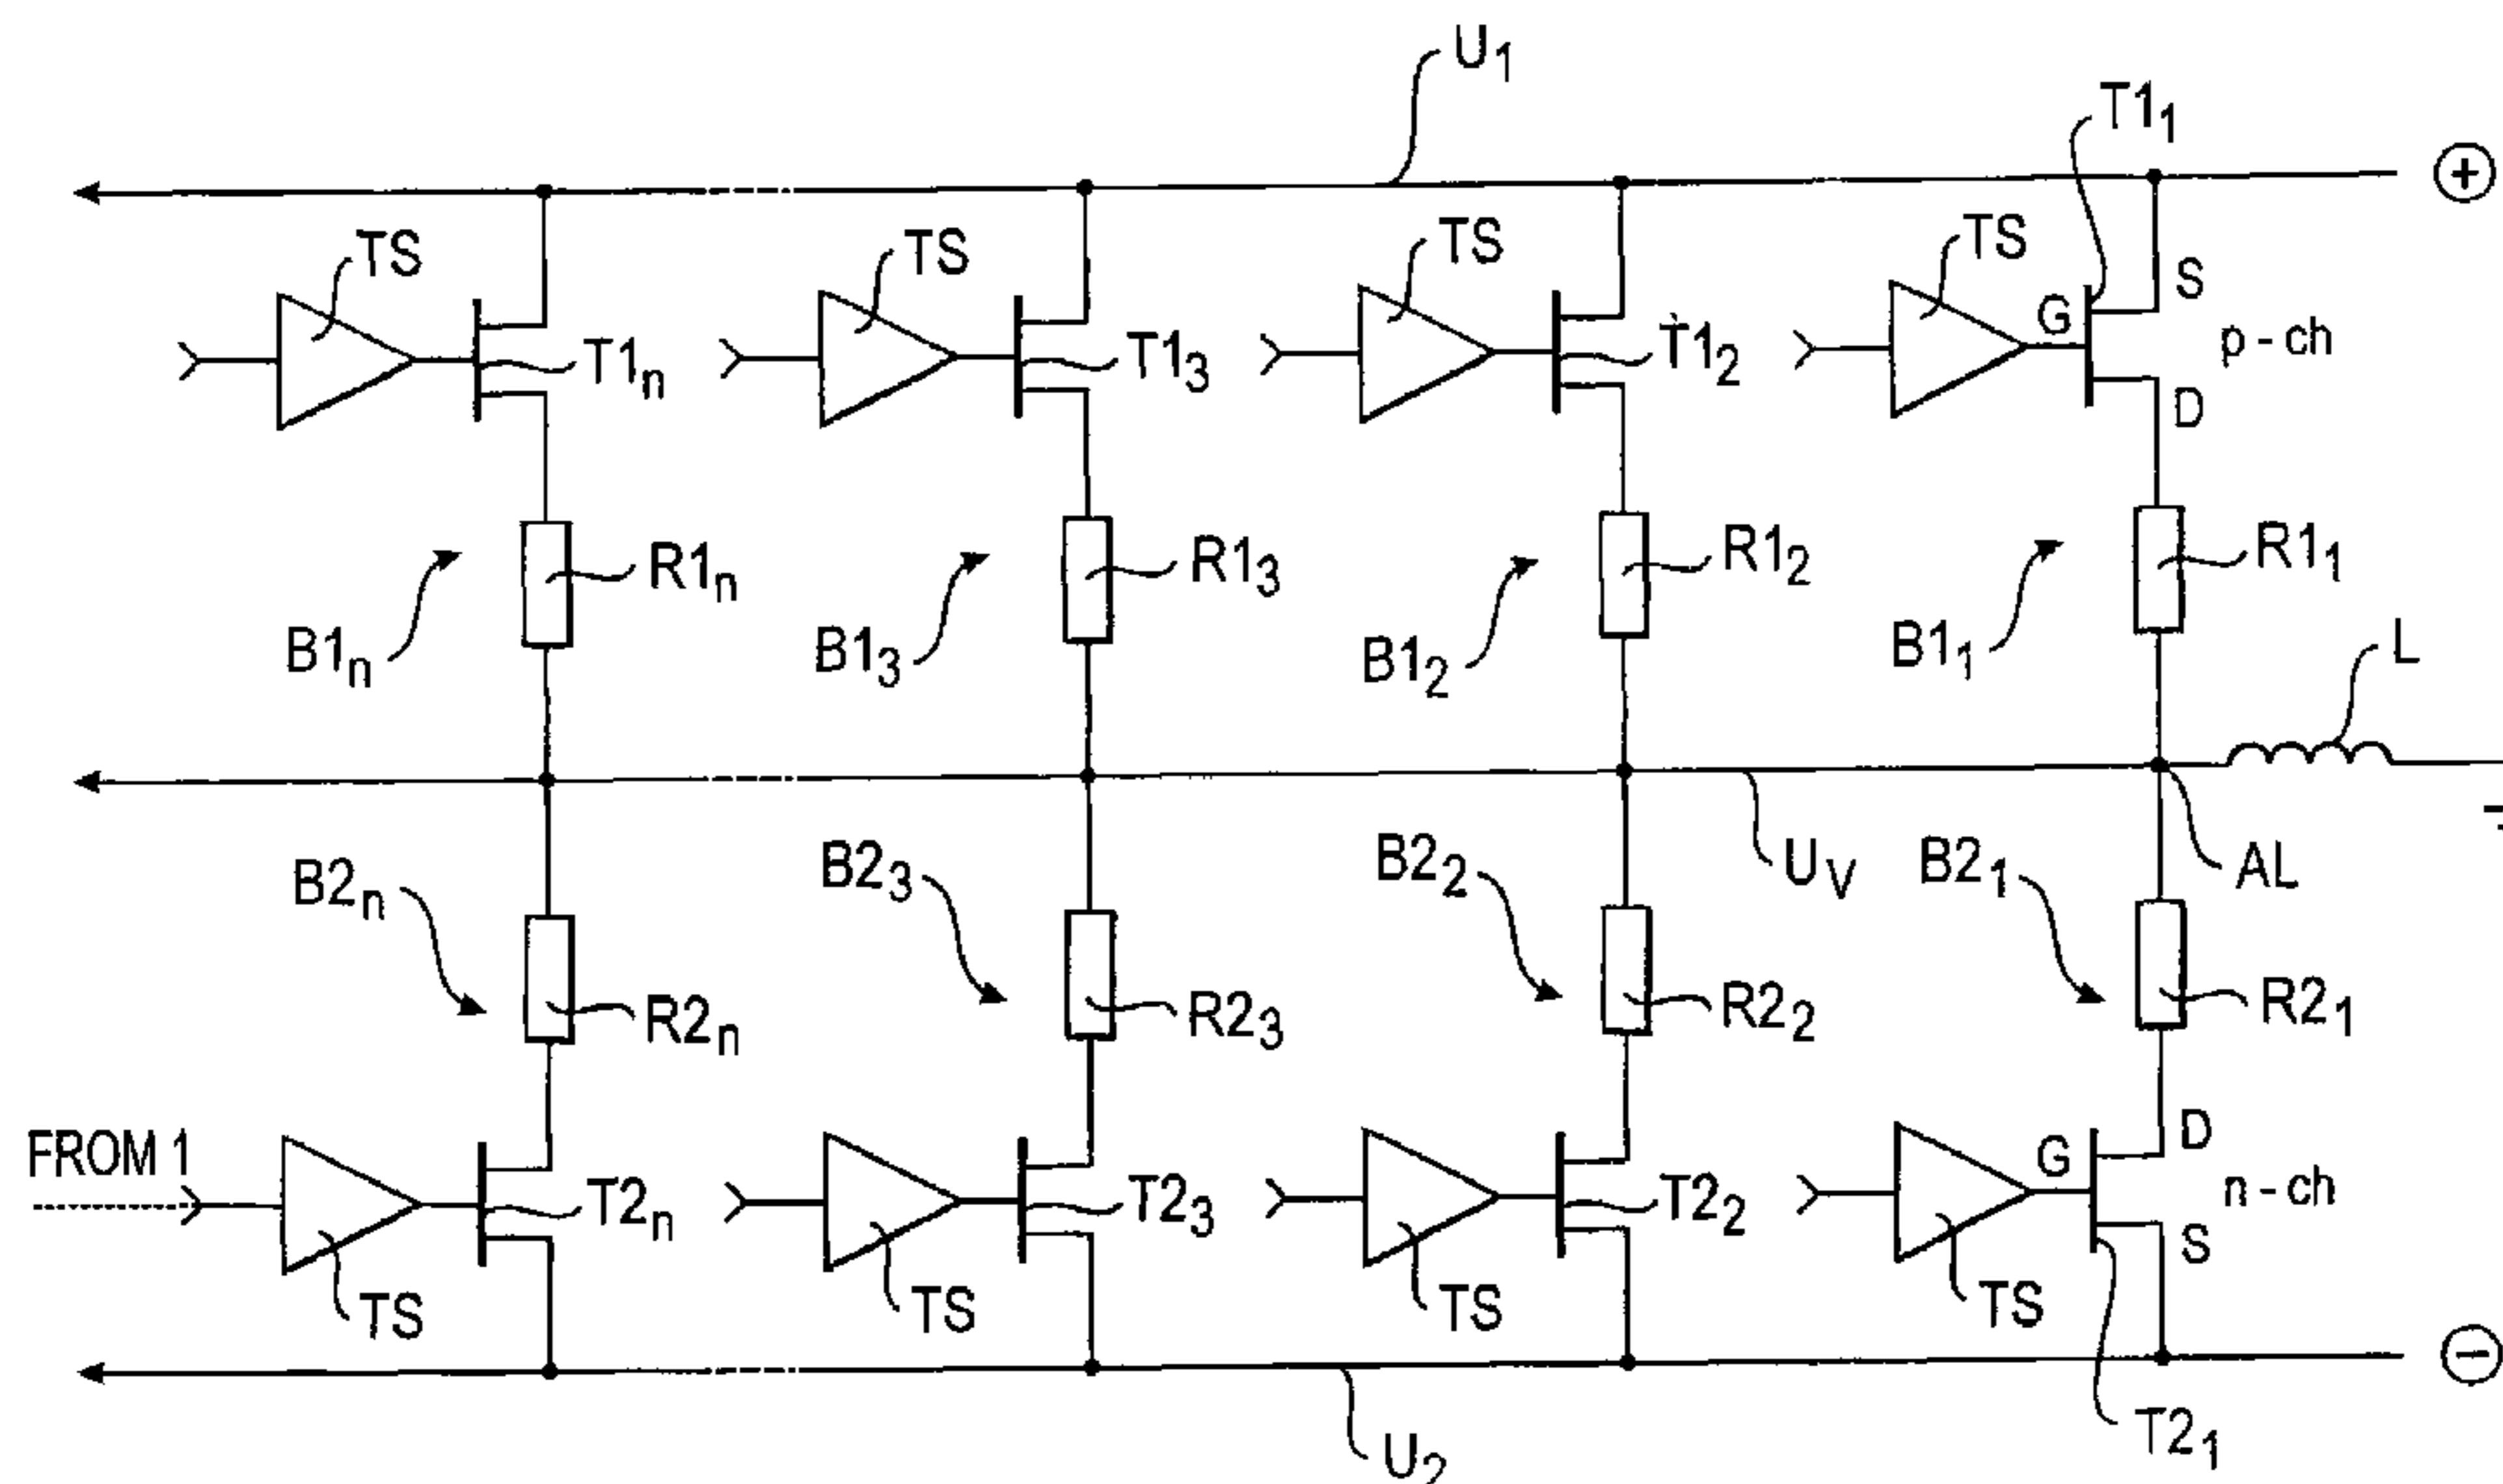 U1
T11
+
TS
TS
TS
TS
S
G
p-ch
T1n
T13
T12
D
R1n
R13
R12
R11
B1n
B13
B12
B11
L
B2n
B23
B22
UV
B21
AL
R2n
R23
R22
R21
FROM 1
G
D
n-ch
T2n
T23
T22
S
TS
TS
TS
TS
−
T21
U2